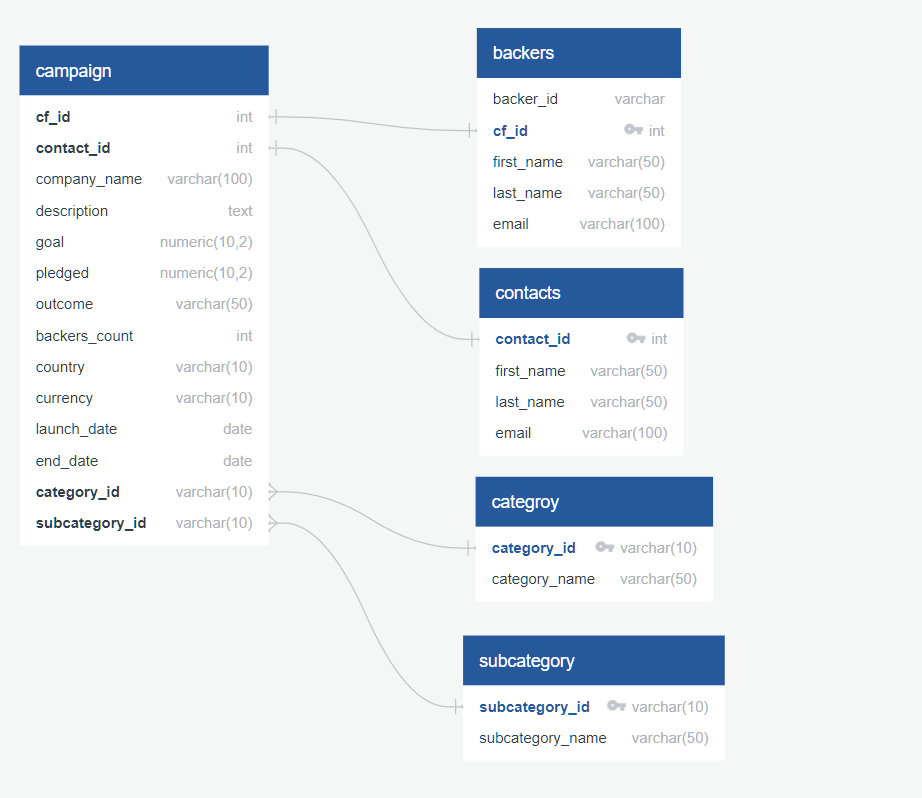 campaign
cf_id int
contact_id int
company_name varchar(100)
description text
goal numeric(10,2)
pledged numeric(10,2)
outcome varchar(50)
backers_count int
country varchar(10)
currency varchar(10)
launch_date date
end_date date
category_id varchar(10)
subcategory_id varchar(10)
backers
backer_id varchar
cf_id int
first_name varchar(50)
last_name varchar(50)
email varchar(100)
contacts
contact_id int
first_name varchar(50)
last_name varchar(50)
email varchar(100)
categroy
category_id varchar(10)
category_name varchar(50)
subcategory
subcategory_id varchar(10)
subcategory_name varchar(50)